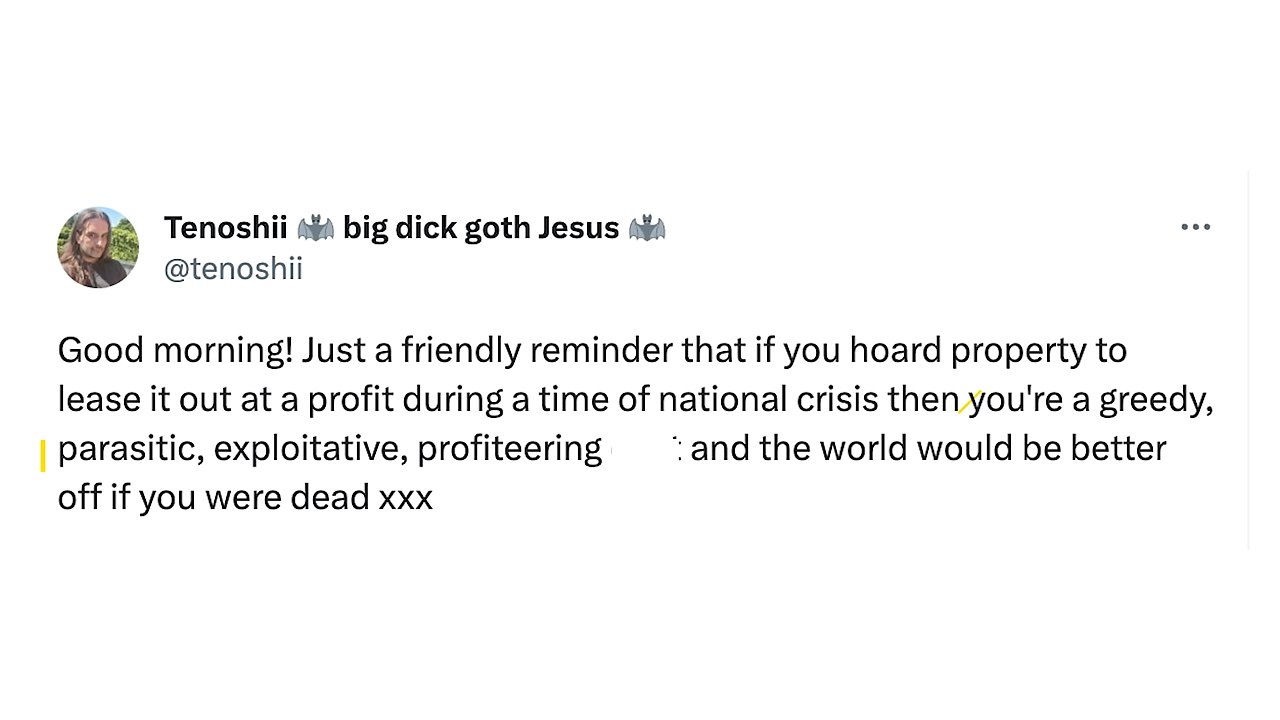 Tenoshii 🦇 big dick goth Jesus 🦇
@tenoshii
Good morning! Just a friendly reminder that if you hoard property to
lease it out at a profit during a time of national crisis then you're a greedy,
parasitic, exploitative, profiteering and the world would be better
off if you were dead xxx